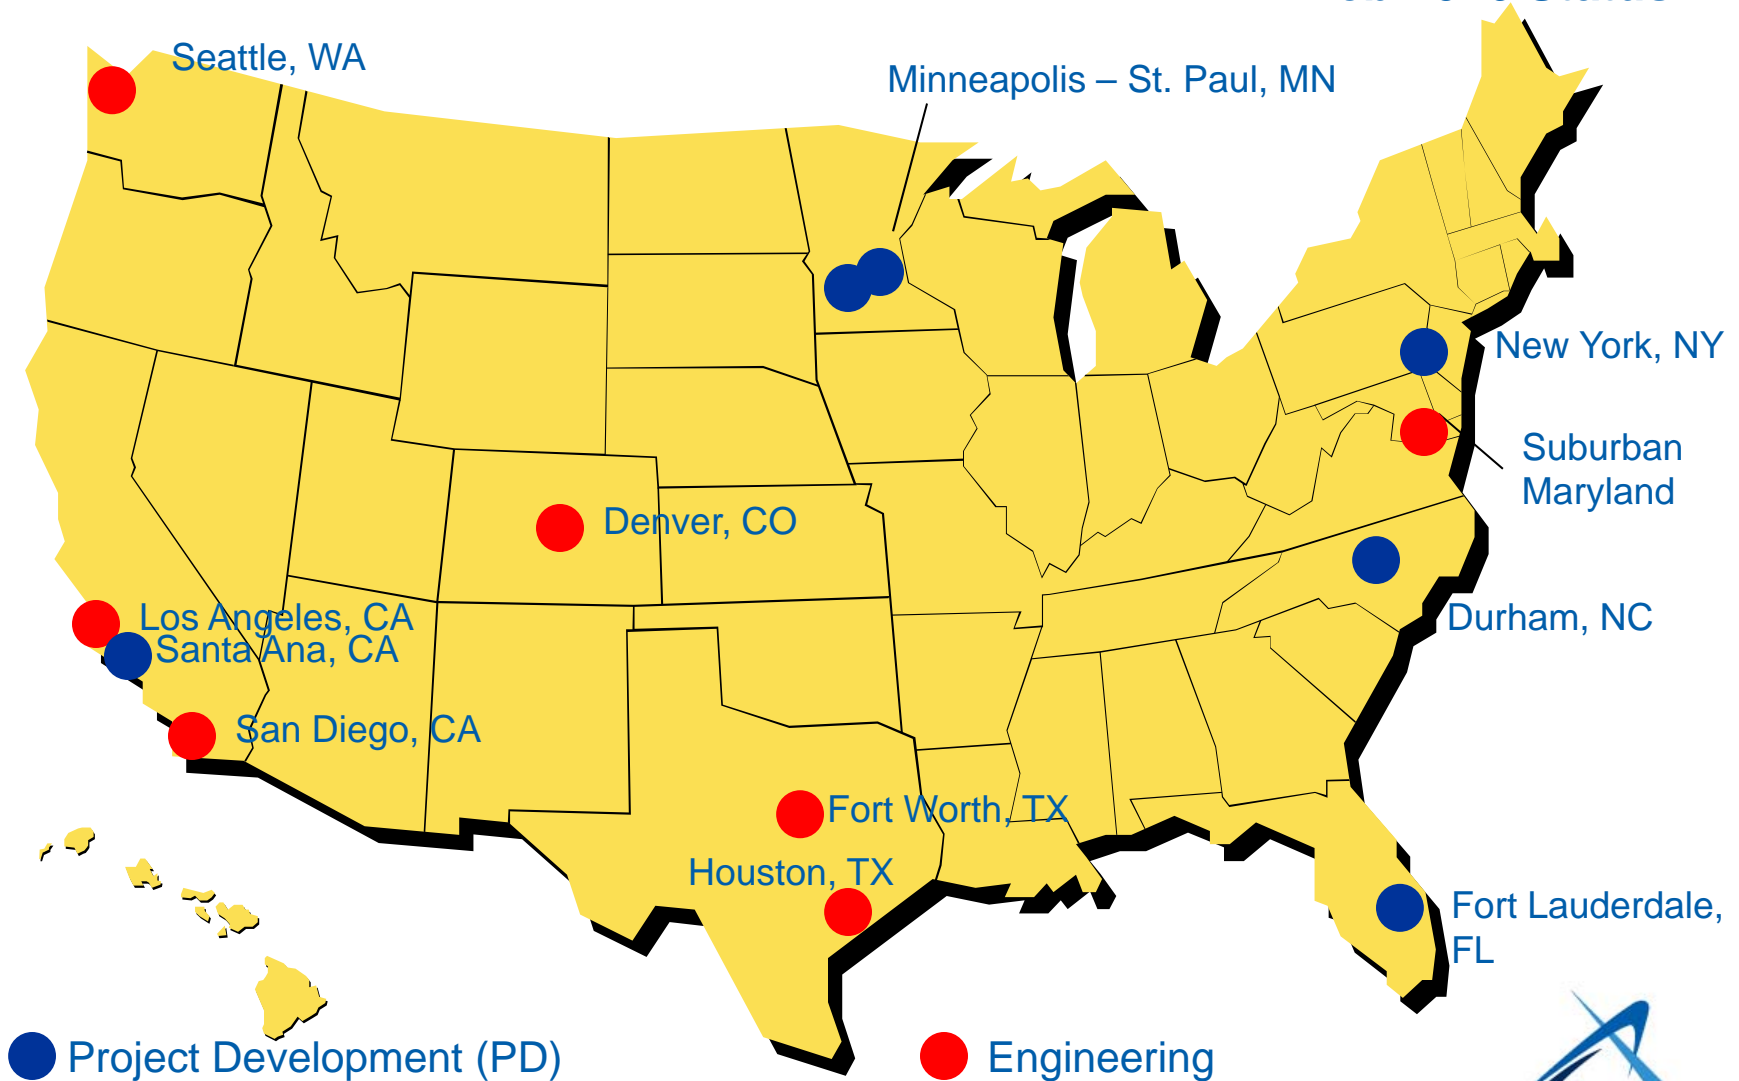 Seattle, WA
Minneapolis – St. Paul, MN
New York, NY
Suburban
Maryland
Denver, CO
Los Angeles, CA
Santa Ana, CA
Durham, NC
San Diego, CA
Fort Worth, TX
Houston, TX
Fort Lauderdale,
FL
Project Development (PD)
Engineering